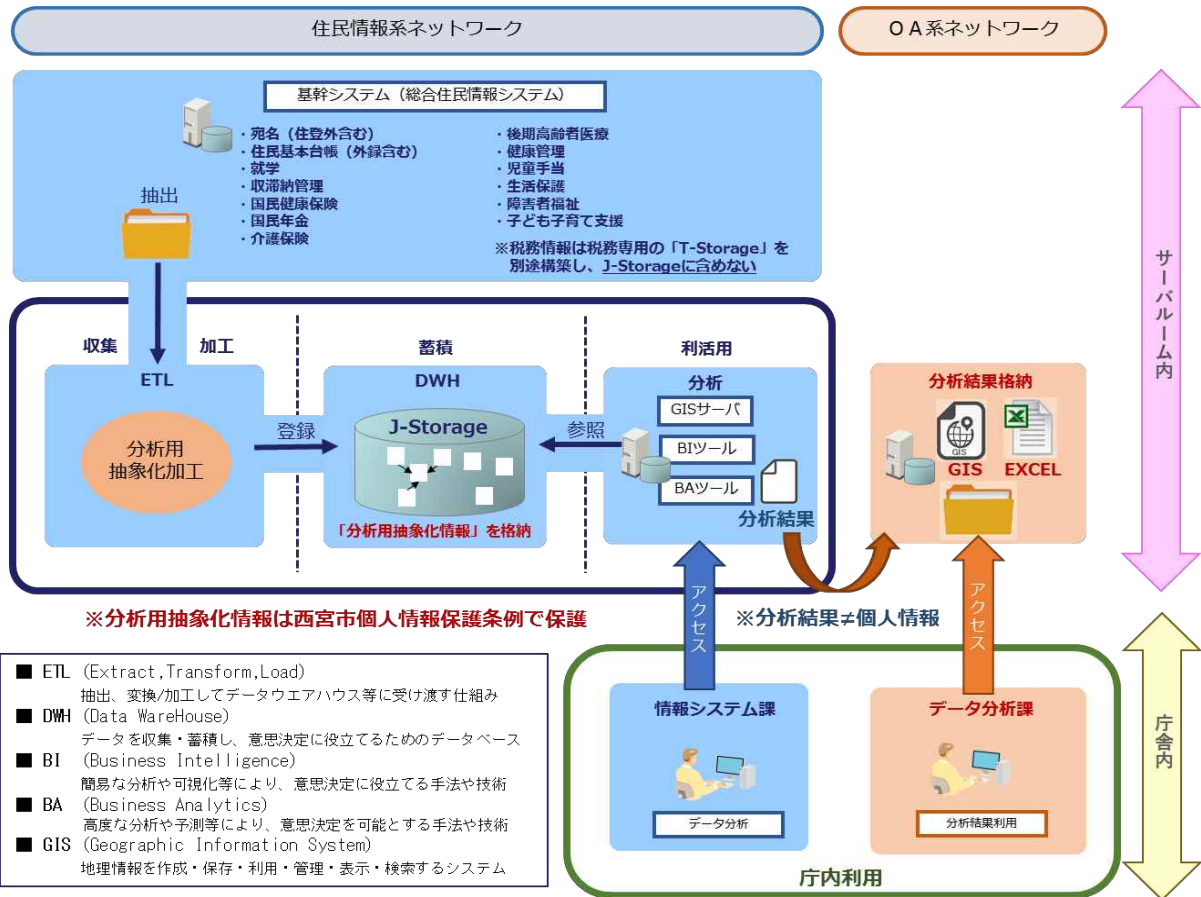 住民情報系ネットワーク
OA系ネットワーク
基幹システム（総合住民情報システム）
・宛名（住登外含む）
・住民基本台帳（外録含む）
・就学
・収滞納管理
・国民健康保険
・国民年金
・介護保険
・後期高齢者医療
・健康管理
・児童手当
・生活保護
・障害者福祉
・子ども子育て支援
※税務情報は税務専用の「T-Storage」を
別途構築し、J-Storageに含めない
抽出
サーバルーム内
収集
加工
ETL
分析用
抽象化加工
登録
蓄積
DWH
J-Storage
「分析用抽象化情報」を格納
参照
利活用
分析
GISサーバ
BIツール
BAツール
分析結果
分析結果格納
GIS
GIS
EXCEL
アクセス
アクセス
※分析用抽象化情報は西宮市個人情報保護条例で保護
※分析結果≠個人情報
■ ETL (Extract,Transform,Load)
抽出、変換/加工してデータウエアハウス等に受け渡す仕組み
■ DWH (Data WareHouse)
データを収集・蓄積し、意思決定に役立てるためのデータベース
■ BI (Business Intelligence)
簡易な分析や可視化等により、意思決定に役立てる手法や技術
■ BA (Business Analytics)
高度な分析や予測等により、意思決定を可能とする手法や技術
■ GIS (Geographic Information System)
地理情報を作成・保存・利用・管理・表示・検索するシステム
情報システム課
データ分析
データ分析課
分析結果利用
庁内利用
庁舎内